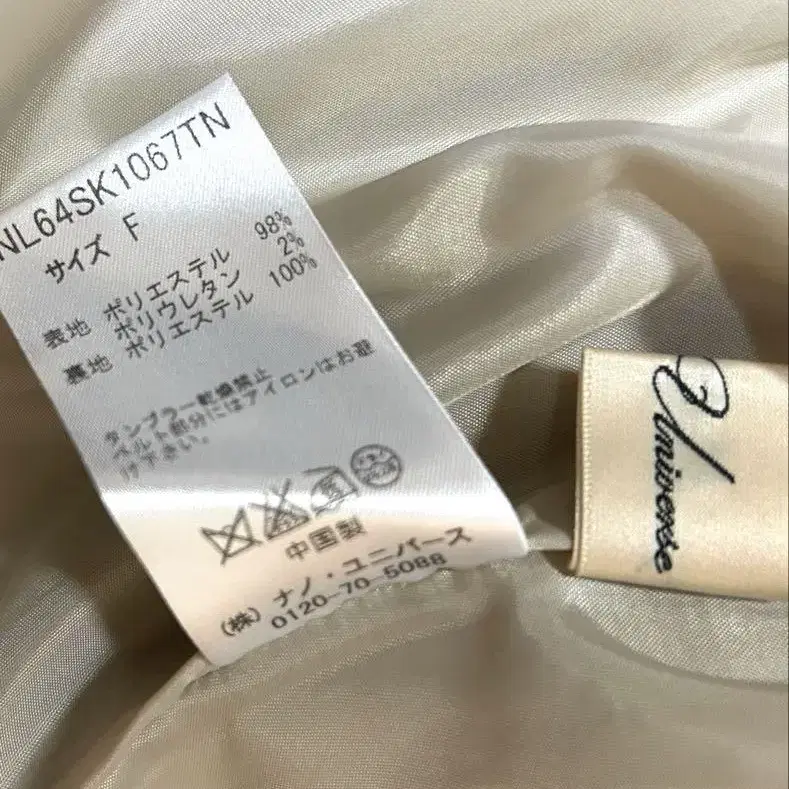 NL64SK1067TN
サイズ F
表地 ポリエステル 98%
ポリウレタン 2%
裏地 ポリエステル 100%
タンブラー乾燥禁止
ベルト部分にはアイロンはお避
け下さい。
中国製
(株) ナノ・ユニバース
0120-70-5088
Universe